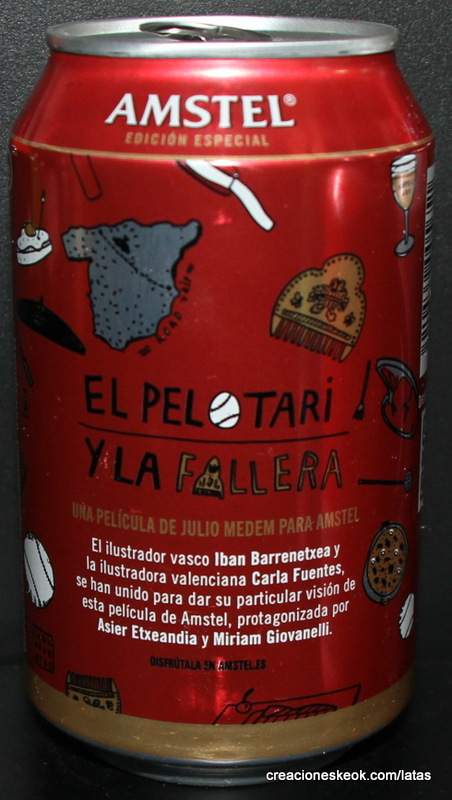 AMSTEL®
EDICIÓN ESPECIAL
ROAD TRIP
EL PELOTARI
Y LA FALLERA
UNA PELÍCULA DE JULIO MEDEM PARA AMSTEL
El ilustrador vasco Iban Barrenetxea y
la ilustradora valenciana Carla Fuentes,
se han unido para dar su particular visión de
esta película de Amstel, protagonizada por
Asier Etxeandia y Miriam Giovanelli.
DISFRÚTALA EN AMSTEL.ES
creacioneskeok.com/latas